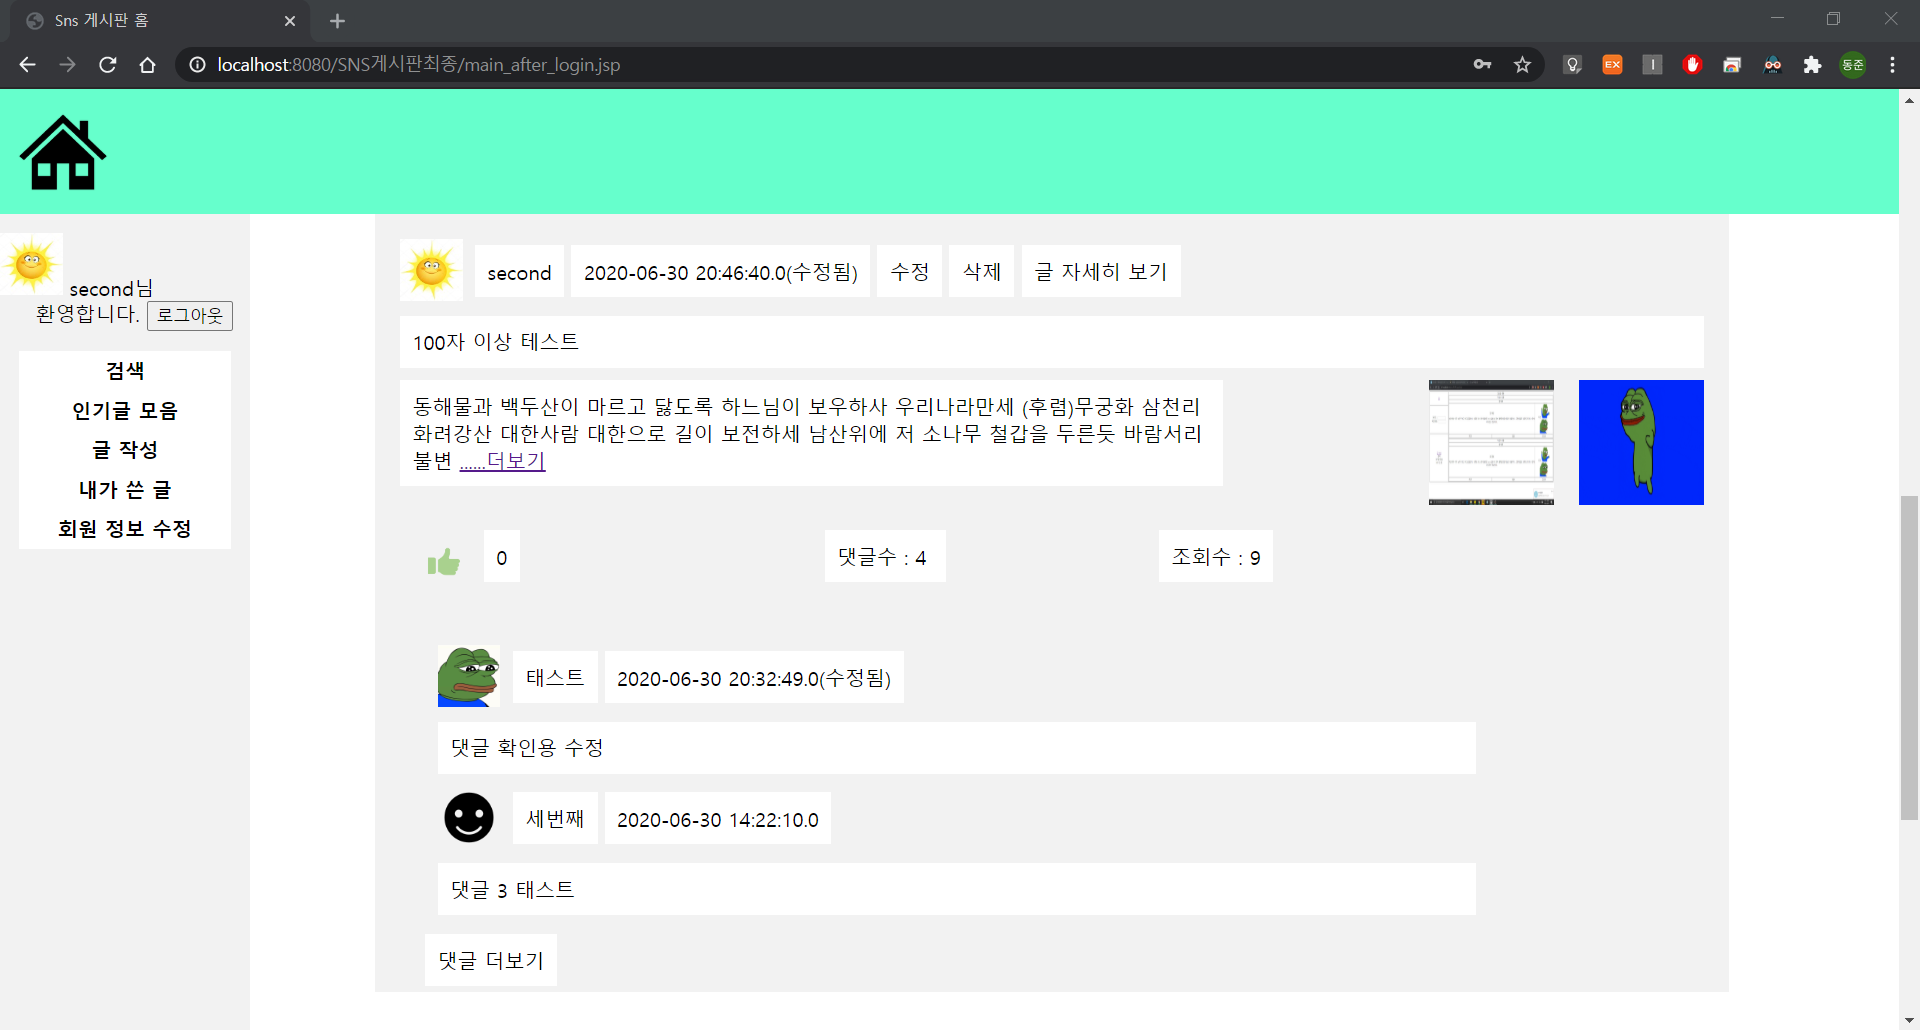 Sns 게시판 홈
localhost:8080/SNS게시판최종/main_after_login.jsp
EX
I
동준
second님
환영합니다. 로그아웃
검색
인기글 모음
글 작성
내가 쓴 글
회원 정보 수정
second 2020-06-30 20:46:40.0(수정됨) 수정 삭제 글 자세히 보기
100자 이상 테스트
동해물과 백두산이 마르고 닳도록 하느님이 보우하사 우리나라만세 (후렴)무궁화 삼천리
화려강산 대한사람 대한으로 길이 보전하세 남산위에 저 소나무 철갑을 두른듯 바람서리
불변 ......더보기
0 댓글수 : 4 조회수 : 9
태스트 2020-06-30 20:32:49.0(수정됨)
댓글 확인용 수정
세번째 2020-06-30 14:22:10.0
댓글 3 태스트
댓글 더보기